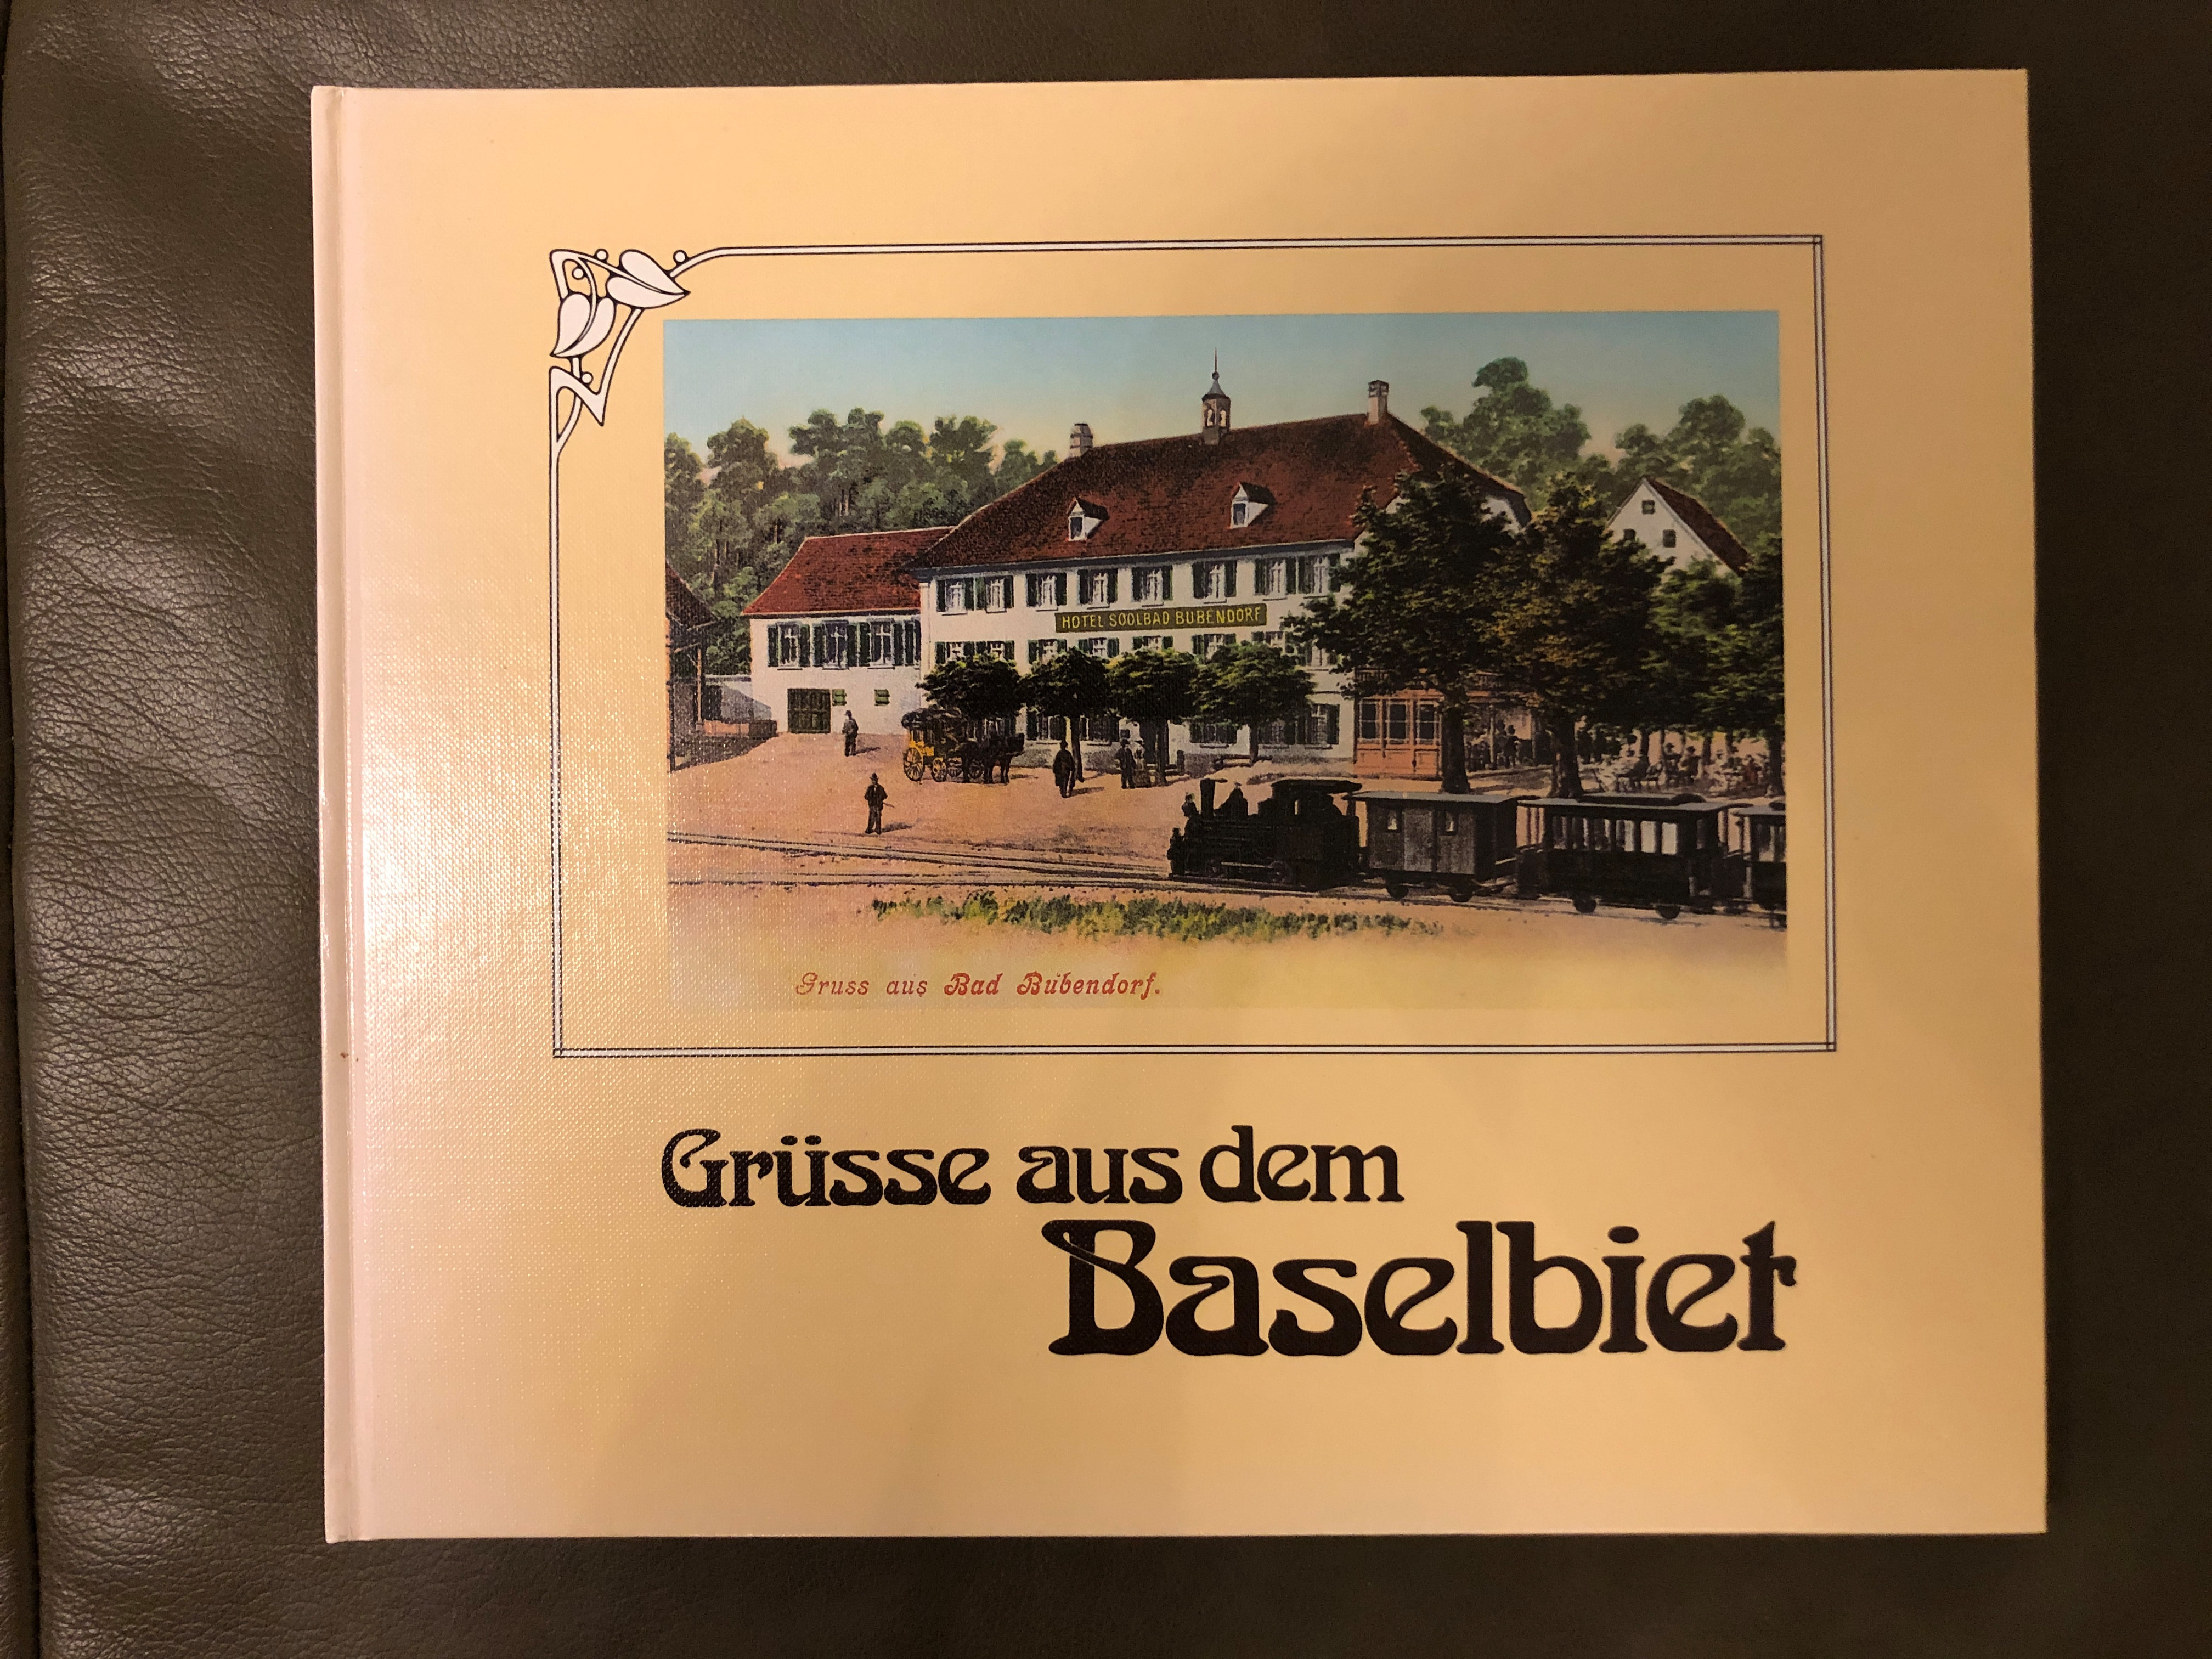 HOTEL SOOLBAD BUBENDORF
Gruss aus Bad Bubendorf.
Grüsse aus dem
Baselbiet